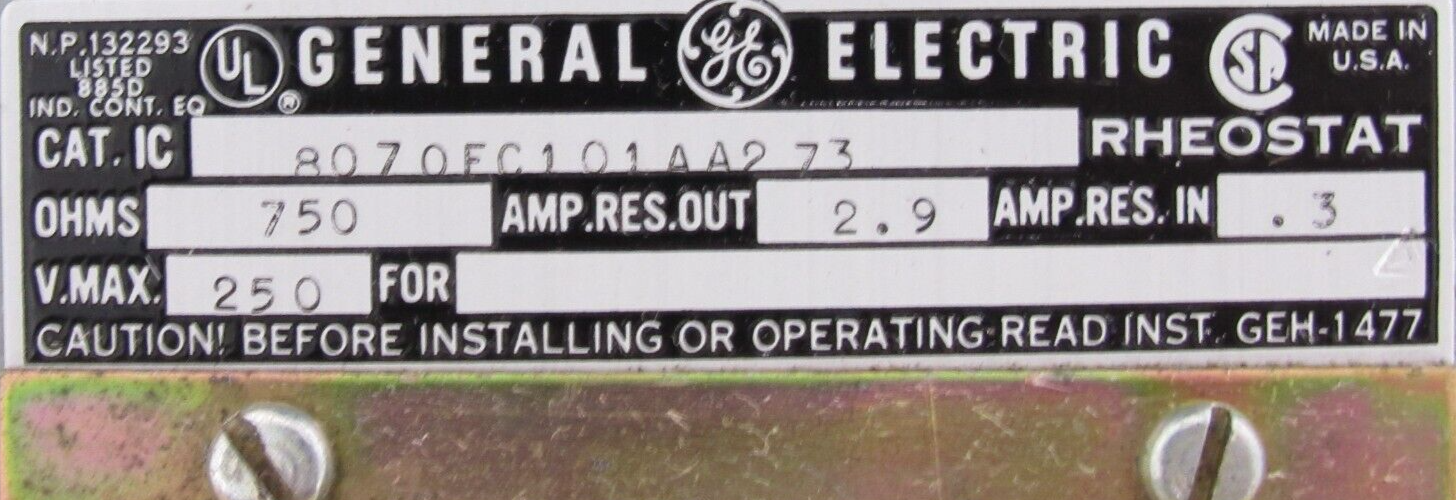 N.P.132293
LISTED
885D
IND. CONT. EQ
UL ®
GENERAL GE ELECTRIC
SP
MADE IN
U.S.A.
CAT. IC 8070FC101AA2 73 RHEOSTAT
OHMS 750 AMP.RES.OUT 2.9 AMP.RES. IN .3
V.MAX. 250 FOR
CAUTION! BEFORE INSTALLING OR OPERATING READ INST. GEH-1477